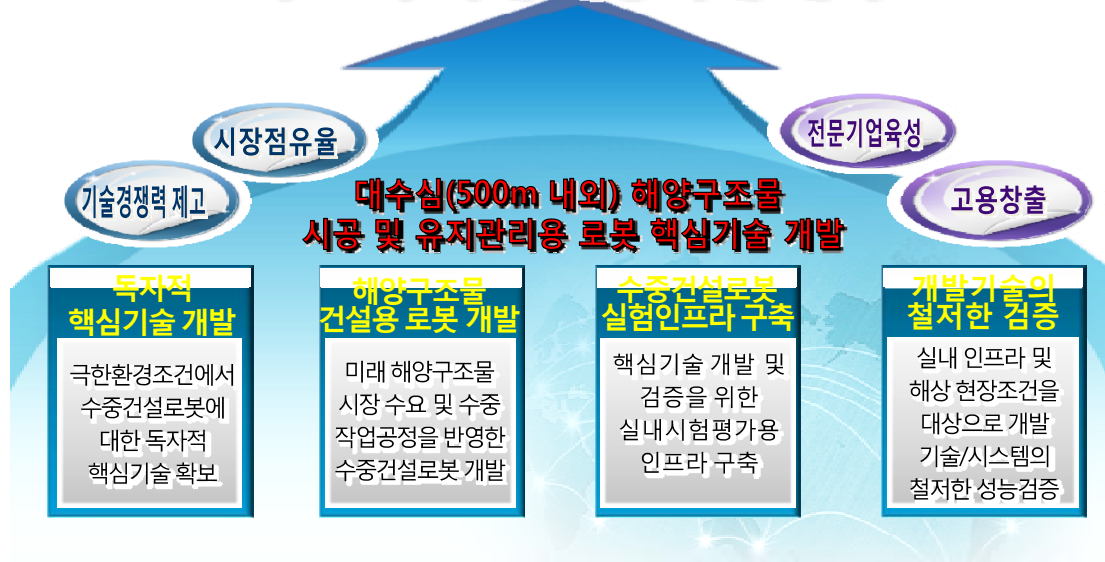 시장점유율
전문기업육성
기술경쟁력 제고
고용창출
대수심(500m 내외) 해양구조물
시공 및 유지관리용 로봇 핵심기술 개발
독자적
핵심기술 개발
극한환경조건에서
수중건설로봇에
대한 독자적
핵심기술 확보
해양구조물
건설용 로봇 개발
미래 해양구조물
시장 수요 및 수중
작업공정을 반영한
수중건설로봇 개발
수중건설로봇
실험인프라 구축
핵심기술 개발 및
검증을 위한
실내시험평가용
인프라 구축
개발기술의
철저한 검증
실내 인프라 및
해상 현장조건을
대상으로 개발
기술/시스템의
철저한 성능검증